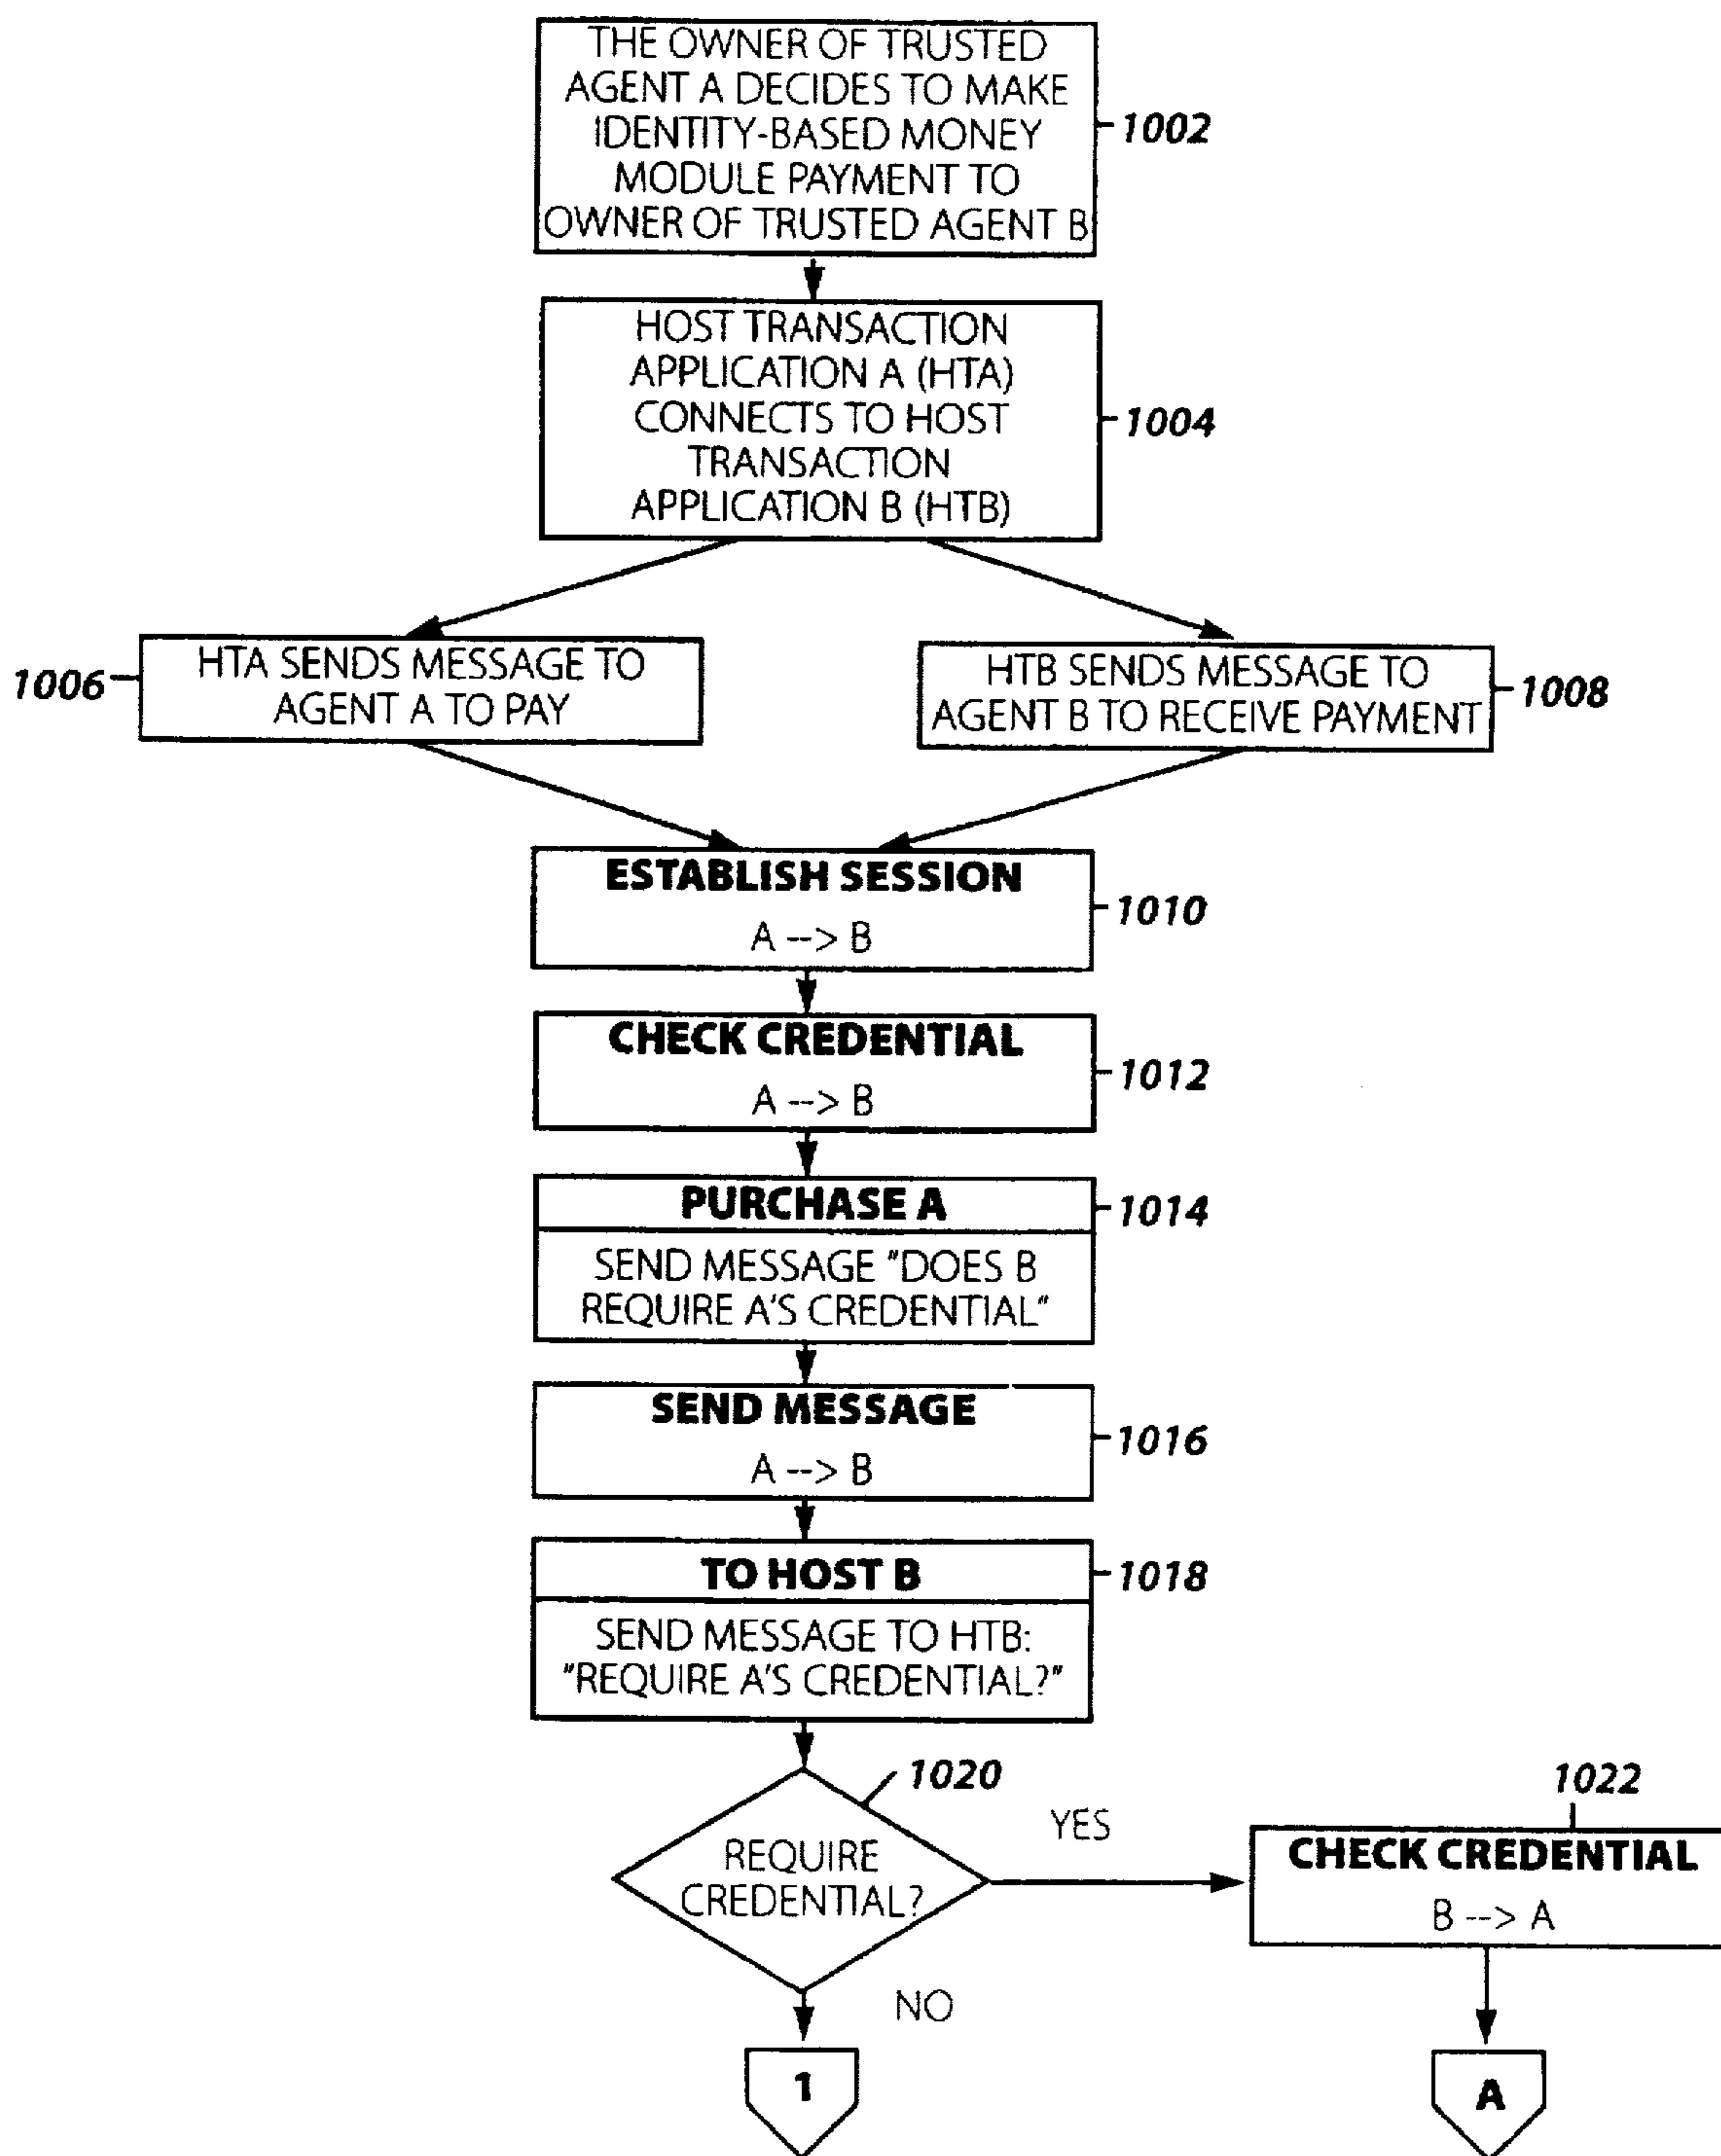 THE OWNER OF TRUSTED
AGENT A DECIDES TO MAKE
IDENTITY-BASED MONEY
MODULE PAYMENT TO
OWNER OF TRUSTED AGENT B
1002
HOST TRANSACTION
APPLICATION A (HTA)
CONNECTS TO HOST
TRANSACTION
APPLICATION B (HTB)
1004
1006
HTA SENDS MESSAGE TO
AGENT A TO PAY
HTB SENDS MESSAGE TO
AGENT B TO RECEIVE PAYMENT
1008
ESTABLISH SESSION
A --> B
1010
CHECK CREDENTIAL
A --> B
1012
PURCHASE A
1014
SEND MESSAGE "DOES B
REQUIRE A'S CREDENTIAL"
SEND MESSAGE
A --> B
1016
TO HOST B
1018
SEND MESSAGE TO HTB:
"REQUIRE A'S CREDENTIAL?"
1020
REQUIRE
CREDENTIAL?
YES
1022
CHECK CREDENTIAL
B --> A
NO
1
A